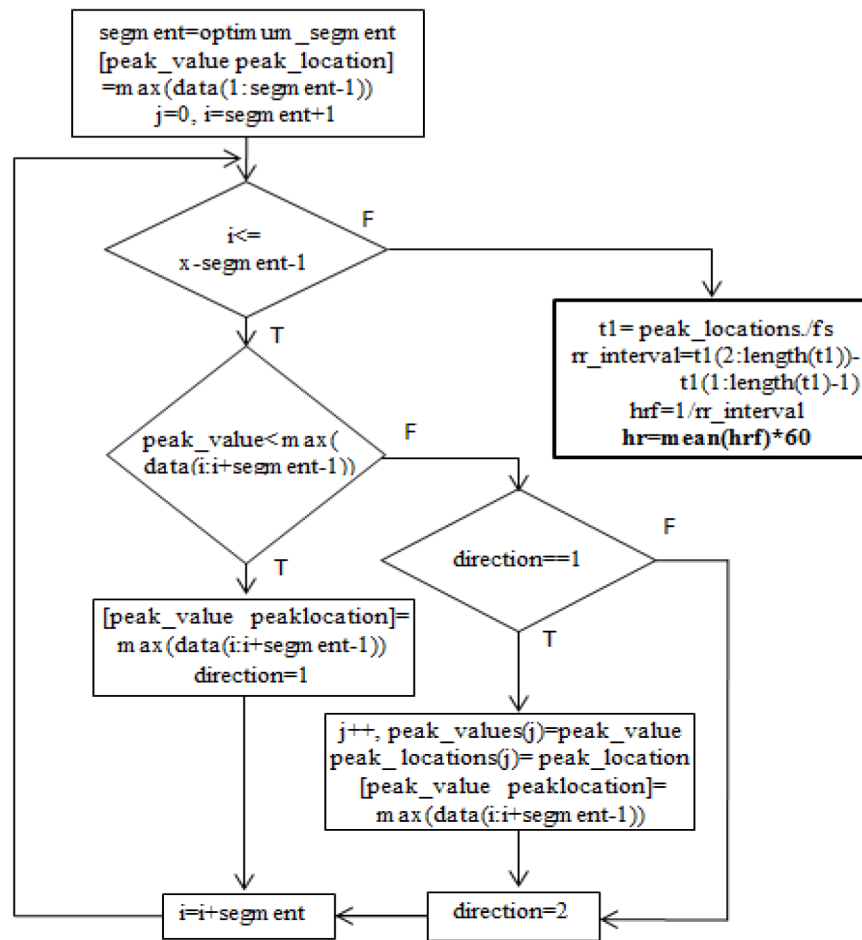 segment=optimum_segment
[peak_value peak_location]
=max(data(1:segment-1))
j=0, i=segment+1
i<=
x-segment-1
F
T
t1= peak_locations./fs
rr_interval=t1(2:length(t1))-
t1(1:length(t1)-1)
hrf=1/rr_interval
hr=mean(hrf)*60
peak_value<max(
data(i:i+segment-1))
F
T
direction==1
F
T
[peak_value peaklocation]=
max(data(i:i+segment-1))
direction=1
j++, peak_values(j)=peak_value
peak_locations(j)= peak_location
[peak_value peaklocation]=
max(data(i:i+segment-1))
i=i+segment
direction=2